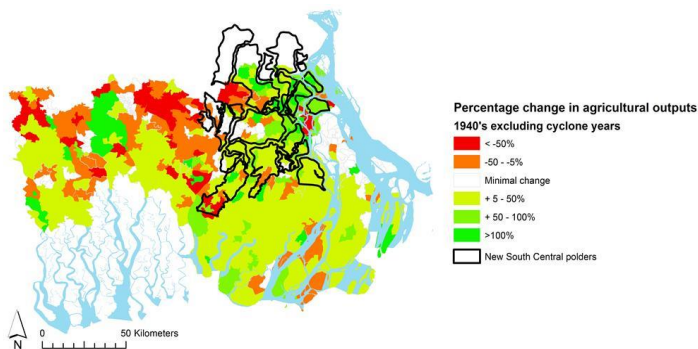 Percentage change in agricultural outputs
1940's excluding cyclone years
< -50%
-50 - -5%
Minimal change
+ 5 - 50%
+ 50 - 100%
>100%
New South Central polders
0 50 Kilometers
N